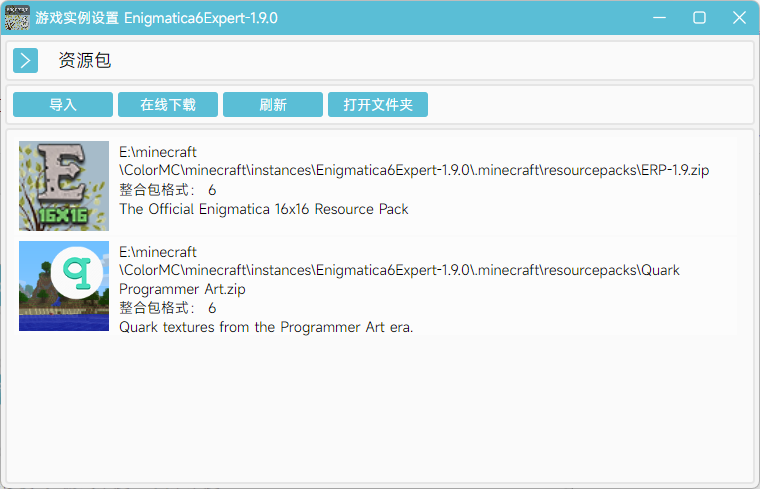 游戏实例设置 Enigmatica6Expert-1.9.0
资源包
导入 在线下载 刷新 打开文件夹
E
16X16
E:\minecraft
\ColorMC\minecraft\instances\Enigmatica6Expert-1.9.0\.minecraft\resourcepacks\ERP-1.9.zip
整合包格式： 6
The Official Enigmatica 16x16 Resource Pack
q
E:\minecraft
\ColorMC\minecraft\instances\Enigmatica6Expert-1.9.0\.minecraft\resourcepacks\Quark
Programmer Art.zip
整合包格式： 6
Quark textures from the Programmer Art era.